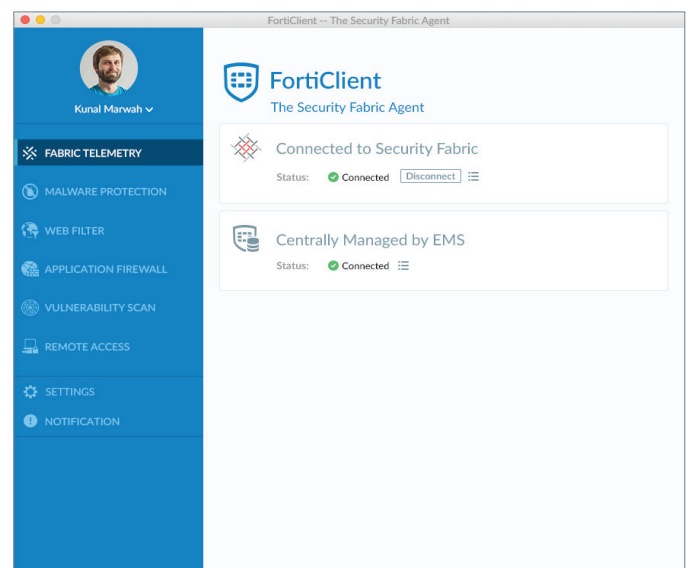 FortiClient -- The Security Fabric Agent
Kunal Marwah
FABRIC TELEMETRY
MALWARE PROTECTION
WEB FILTER
APPLICATION FIREWALL
VULNERABILITY SCAN
REMOTE ACCESS
SETTINGS
NOTIFICATION
FortiClient
The Security Fabric Agent
Connected to Security Fabric
Status: Connected Disconnect
Centrally Managed by EMS
Status: Connected